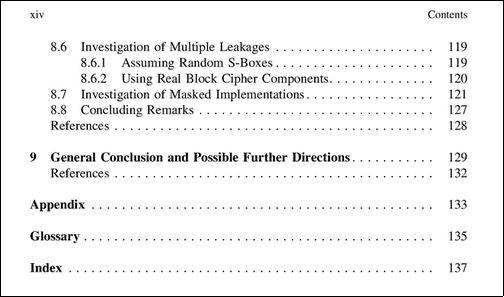 xiv Contents
8.6 Investigation of Multiple Leakages . . . . . . . . . . . . . . . . . . . . . 119
8.6.1 Assuming Random S-Boxes . . . . . . . . . . . . . . . . . . . . . 119
8.6.2 Using Real Block Cipher Components . . . . . . . . . . . . . . 120
8.7 Investigation of Masked Implementations . . . . . . . . . . . . . . . . . 121
8.8 Concluding Remarks . . . . . . . . . . . . . . . . . . . . . . . . . . . . . . . 127
References . . . . . . . . . . . . . . . . . . . . . . . . . . . . . . . . . . . . . . . . . . 128
9 General Conclusion and Possible Further Directions . . . . . . . . . . . 129
References . . . . . . . . . . . . . . . . . . . . . . . . . . . . . . . . . . . . . . . . . . 132
Appendix . . . . . . . . . . . . . . . . . . . . . . . . . . . . . . . . . . . . . . . . . . . . . 133
Glossary . . . . . . . . . . . . . . . . . . . . . . . . . . . . . . . . . . . . . . . . . . . . . . 135
Index . . . . . . . . . . . . . . . . . . . . . . . . . . . . . . . . . . . . . . . . . . . . . . . . 137